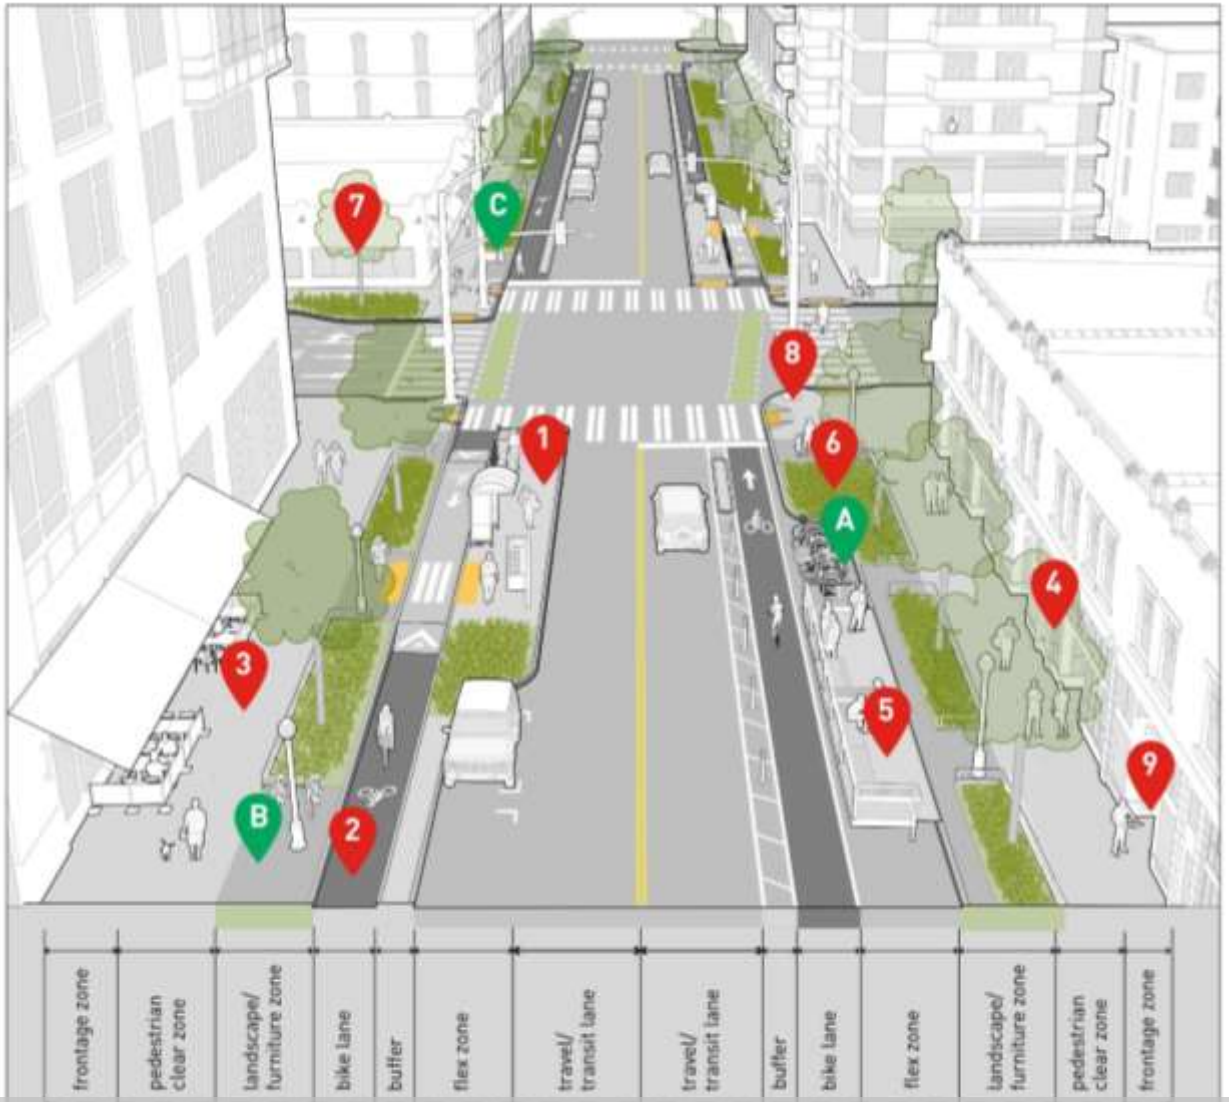 7
C
8
1
6
A
4
3
5
9
B
2
frontage zone
pedestrian
clear zone
landscape/
furniture zone
bike lane
buffer
flex zone
travel/
transit lane
travel/
transit lane
buffer
bike lane
flex zone
landscape/
furniture zone
pedestrian
clear zone
frontage zone